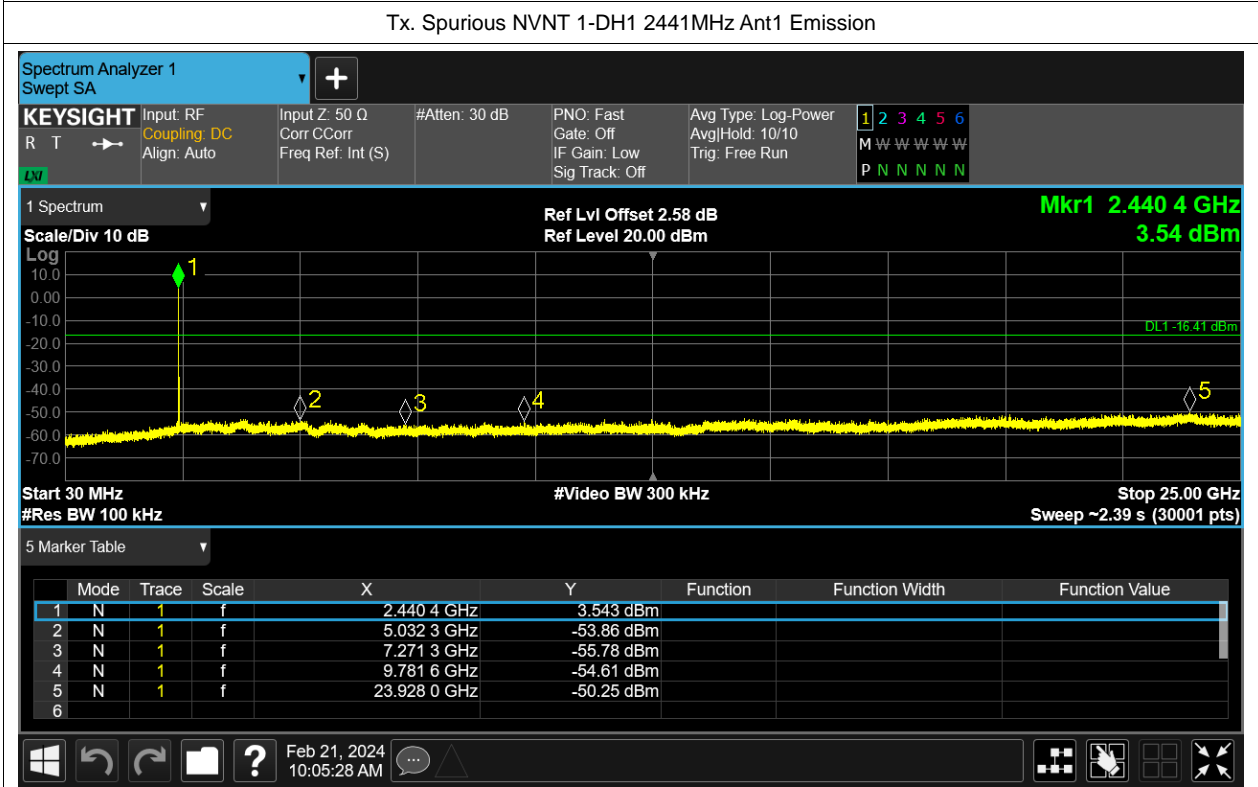 Tx. Spurious NVNT 1-DH1 2441MHz Ant1 Emission
Spectrum Analyzer 1
Swept SA
KEYSIGHT
R T
LXI
Input: RF
Coupling: DC
Align: Auto
Input Z: 50 Ω
Corr CCorr
Freq Ref: Int (S)
#Atten: 30 dB
PNO: Fast
Gate: Off
IF Gain: Low
Sig Track: Off
Avg Type: Log-Power
Avg|Hold: 10/10
Trig: Free Run
1 2 3 4 5 6
M W W W W W
P N N N N N
1 Spectrum
Scale/Div 10 dB
Ref Lvl Offset 2.58 dB
Ref Level 20.00 dBm
Mkr1 2.440 4 GHz
3.54 dBm
Log
10.0
0.00
-10.0
-20.0
-30.0
-40.0
-50.0
-60.0
-70.0
1
2
3
4
5
DL1 -16.41 dBm
Start 30 MHz
#Video BW 300 kHz
Stop 25.00 GHz
#Res BW 100 kHz
Sweep ~2.39 s (30001 pts)
5 Marker Table
Mode Trace Scale X Y Function Function Width Function Value
1 N 1 f 2.440 4 GHz 3.543 dBm
2 N 1 f 5.032 3 GHz -53.86 dBm
3 N 1 f 7.271 3 GHz -55.78 dBm
4 N 1 f 9.781 6 GHz -54.61 dBm
5 N 1 f 23.928 0 GHz -50.25 dBm
6
?
Feb 21, 2024
10:05:28 AM